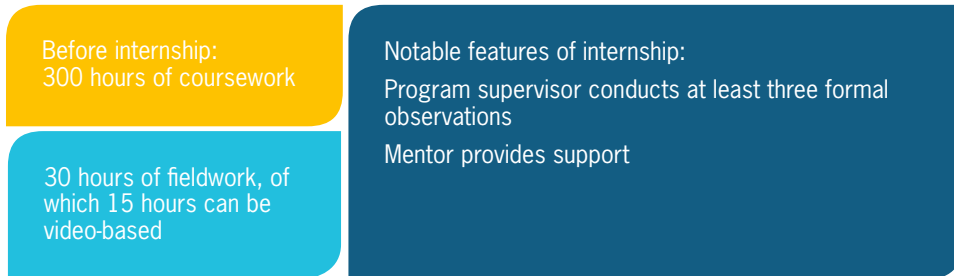 Before internship:
300 hours of coursework
30 hours of fieldwork, of
which 15 hours can be
video-based
Notable features of internship:
Program supervisor conducts at least three formal
observations
Mentor provides support